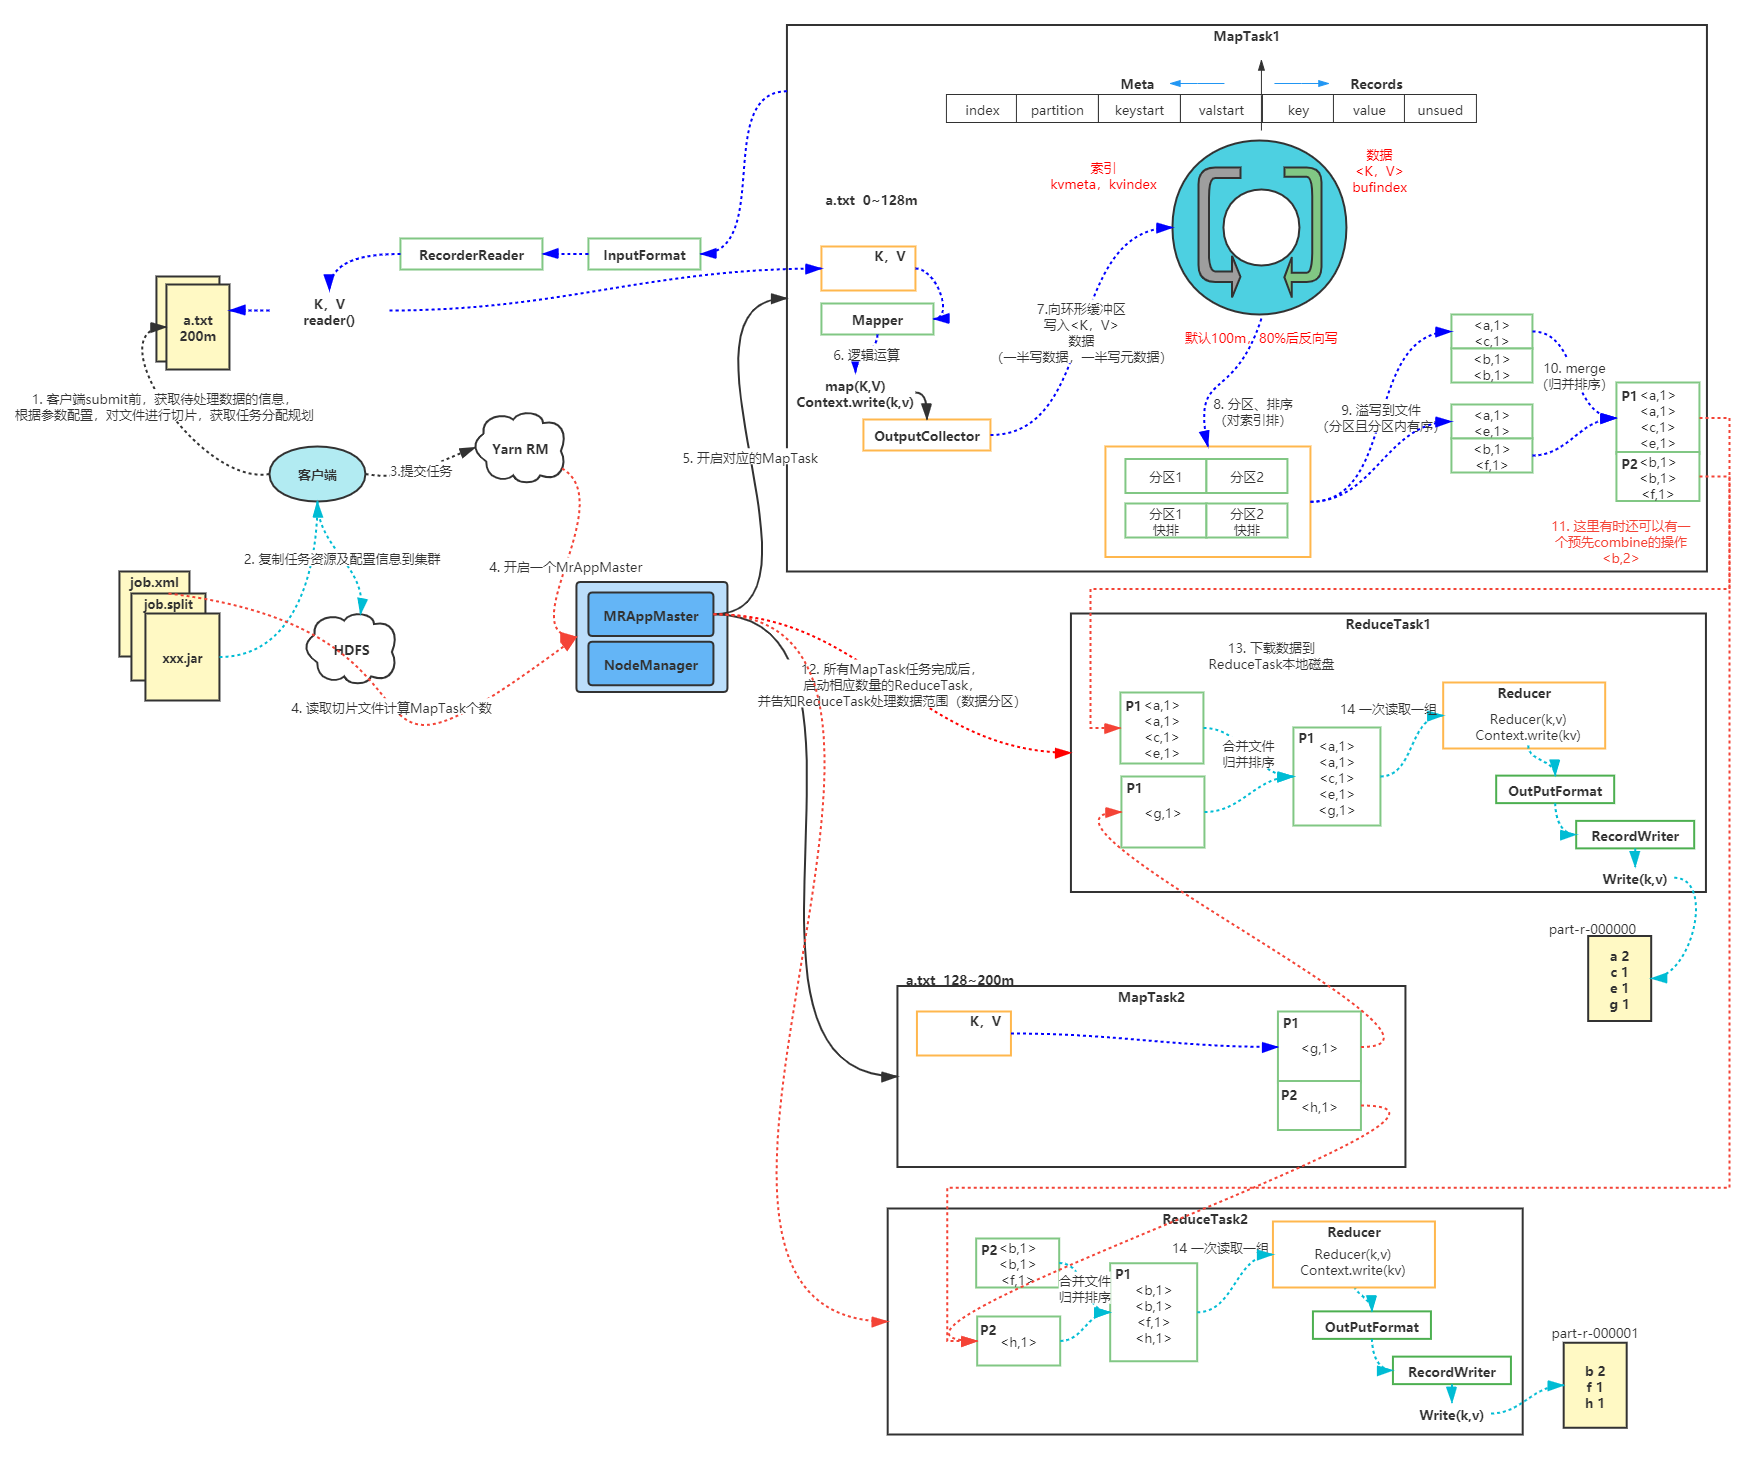 MapTask1
Meta
Records
index
partition
keystart
valstart
key
value
unsued
索引
kvmeta，kvindex
数据
<K，V>
bufindex
a.txt  0~128m
K，V
Mapper
6. 逻辑运算
map(K,V)
Context.write(k,v)
OutputCollector
7.向环形缓冲区
写入<K，V>
数据
（一半写数据，一半写元数据）
默认100m，80%后反向写
8. 分区、排序
（对索引排）
分区1
分区2
分区1
快排
分区2
快排
9. 溢写到文件
（分区且分区内有序）
<a,1>
<c,1>
<b,1>
<b,1>
<a,1>
<e,1>
<b,1>
<f,1>
10. merge
（归并排序）
P1 <a,1>
<a,1>
<c,1>
<e,1>
P2 <b,1>
<b,1>
<f,1>
11. 这里有时还可以有一
个预先combine的操作
<b,2>
RecorderReader
InputFormat
K，V
reader()
a.txt
200m
1. 客户端submit前，获取待处理数据的信息，
根据参数配置，对文件进行切片，获取任务分配规划
客户端
3.提交任务
Yarn RM
2. 复制任务资源及配置信息到集群
job.xml
job.split
xxx.jar
HDFS
4. 开启一个MrAppMaster
MRAppMaster
NodeManager
4. 读取切片文件计算MapTask个数
5. 开启对应的MapTask
12. 所有MapTask任务完成后，
启动相应数量的ReduceTask，
并告知ReduceTask处理数据范围（数据分区）
ReduceTask1
13. 下载数据到
ReduceTask本地磁盘
P1 <a,1>
<a,1>
<c,1>
<e,1>
P1
<g,1>
合并文件
归并排序
P1
<a,1>
<a,1>
<c,1>
<e,1>
<g,1>
14 一次读取一组
Reducer
Reducer(k,v)
Context.write(kv)
OutPutFormat
RecordWriter
Write(k,v)
part-r-000000
a 2
c 1
e 1
g 1
a.txt  128~200m
MapTask2
K，V
P1
<g,1>
P2
<h,1>
ReduceTask2
P2 <b,1>
<b,1>
<f,1>
P2
<h,1>
合并文件
归并排序
P1
<b,1>
<b,1>
<f,1>
<h,1>
14 一次读取一组
Reducer
Reducer(k,v)
Context.write(kv)
OutPutFormat
RecordWriter
Write(k,v)
part-r-000001
b 2
f 1
h 1